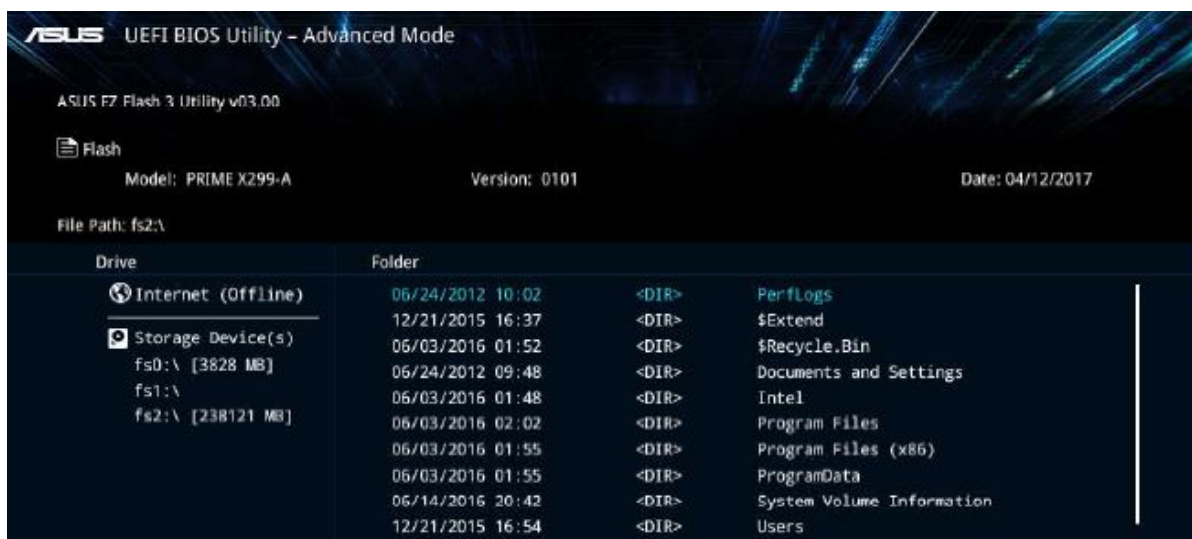 ASUS UEFI BIOS Utility – Advanced Mode
ASUS EZ Flash 3 Utility v03.00
Flash
Model: PRIME X299-A Version: 0101 Date: 04/12/2017
File Path: fs2:\
Drive Folder
Internet (Offline) 06/24/2012 10:02 <DIR> PerfLogs
12/21/2015 16:37 <DIR> $Extend
Storage Device(s) 06/03/2016 01:52 <DIR> $Recycle.Bin
fs0:\ [3828 MB] 06/24/2012 09:48 <DIR> Documents and Settings
fs1:\ 06/03/2016 01:48 <DIR> Intel
fs2:\ [238121 MB] 06/03/2016 02:02 <DIR> Program Files
06/03/2016 01:55 <DIR> Program Files (x86)
06/03/2016 01:55 <DIR> ProgramData
06/14/2016 20:42 <DIR> System Volume Information
12/21/2015 16:54 <DIR> Users